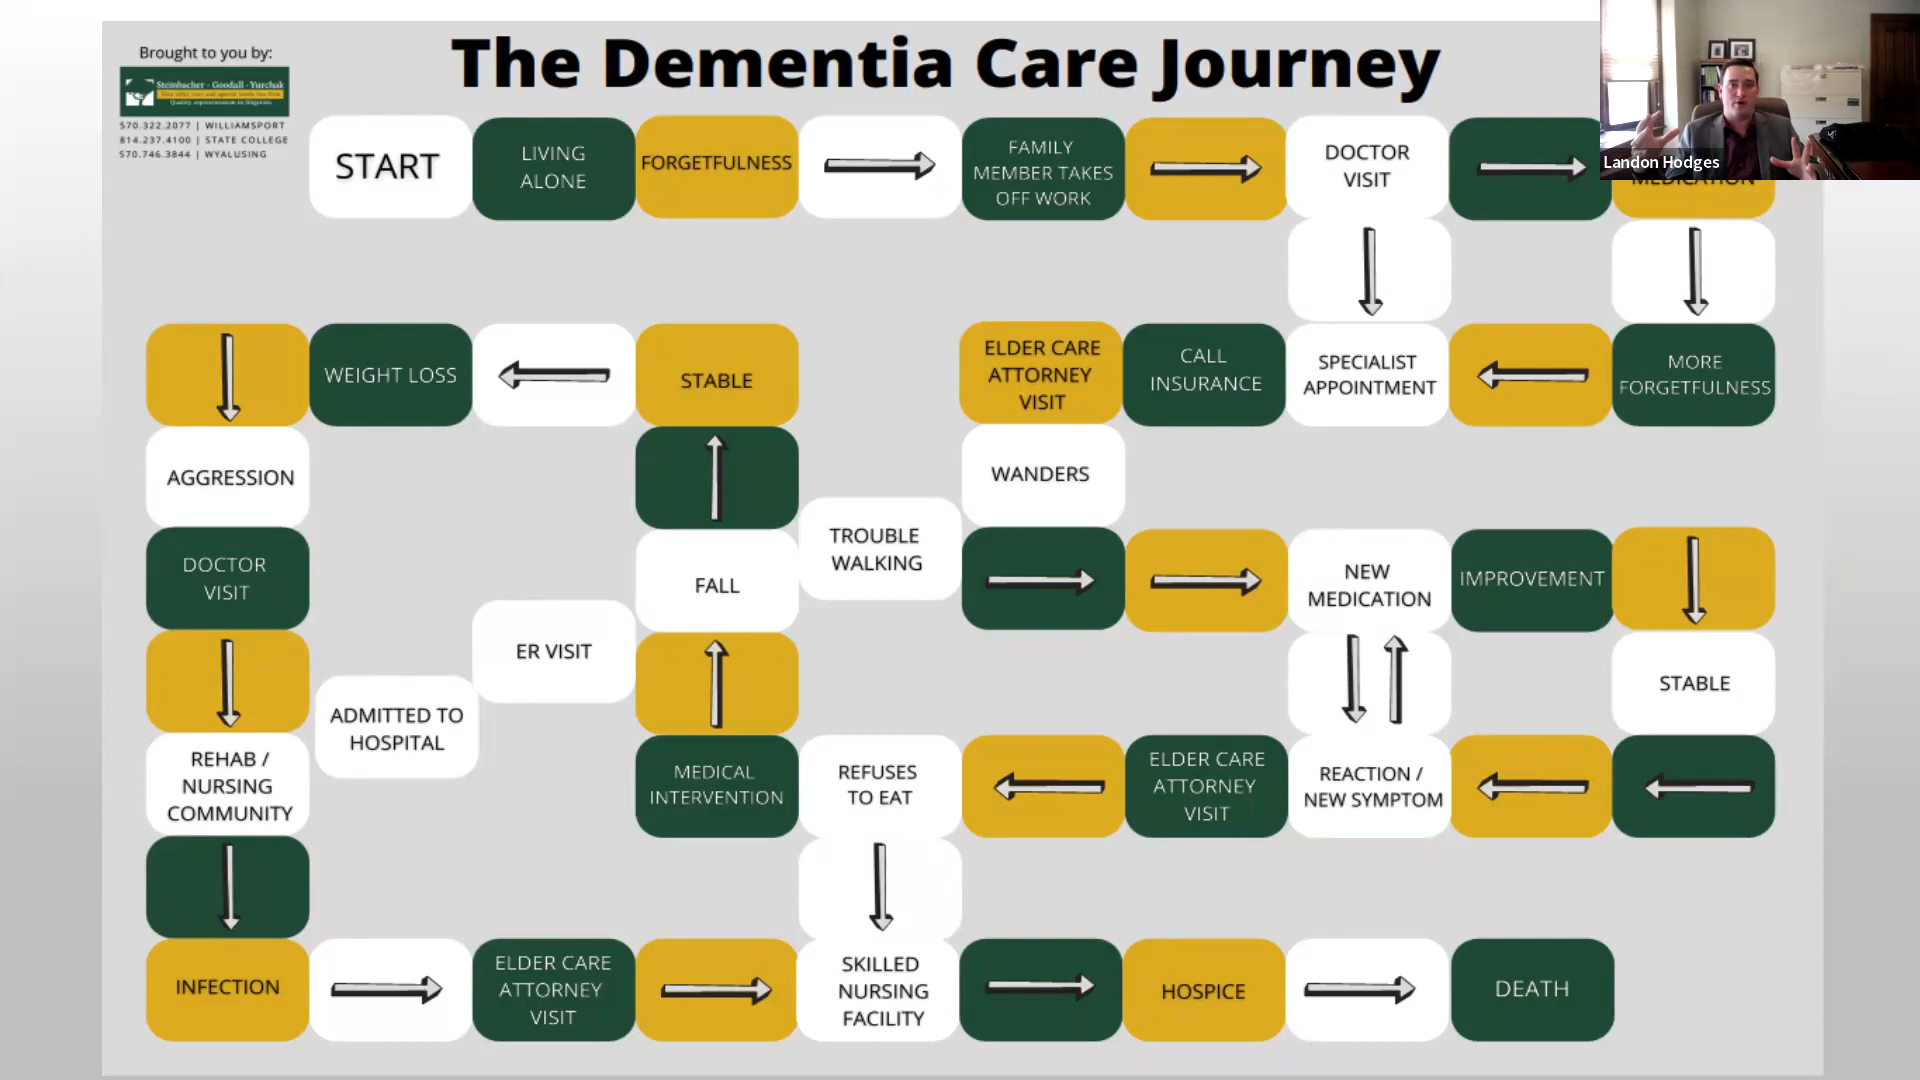 The Dementia Care Journey
Brought to you by:
Steinbacher · Goodall · Yurchak
570.322.2077 | WILLIAMSPORT
814.237.4100 | STATE COLLEGE
570.746.3844 | WYALUSING
Landon Hodges
START
LIVING
ALONE
FORGETFULNESS
FAMILY
MEMBER TAKES
OFF WORK
DOCTOR
VISIT
MEDICATION
WEIGHT LOSS
STABLE
ELDER CARE
ATTORNEY
VISIT
CALL
INSURANCE
SPECIALIST
APPOINTMENT
MORE
FORGETFULNESS
AGGRESSION
WANDERS
DOCTOR
VISIT
FALL
TROUBLE
WALKING
NEW
MEDICATION
IMPROVEMENT
ER VISIT
STABLE
ADMITTED TO
HOSPITAL
REHAB /
NURSING
COMMUNITY
MEDICAL
INTERVENTION
REFUSES
TO EAT
ELDER CARE
ATTORNEY
VISIT
REACTION /
NEW SYMPTOM
INFECTION
ELDER CARE
ATTORNEY
VISIT
SKILLED
NURSING
FACILITY
HOSPICE
DEATH